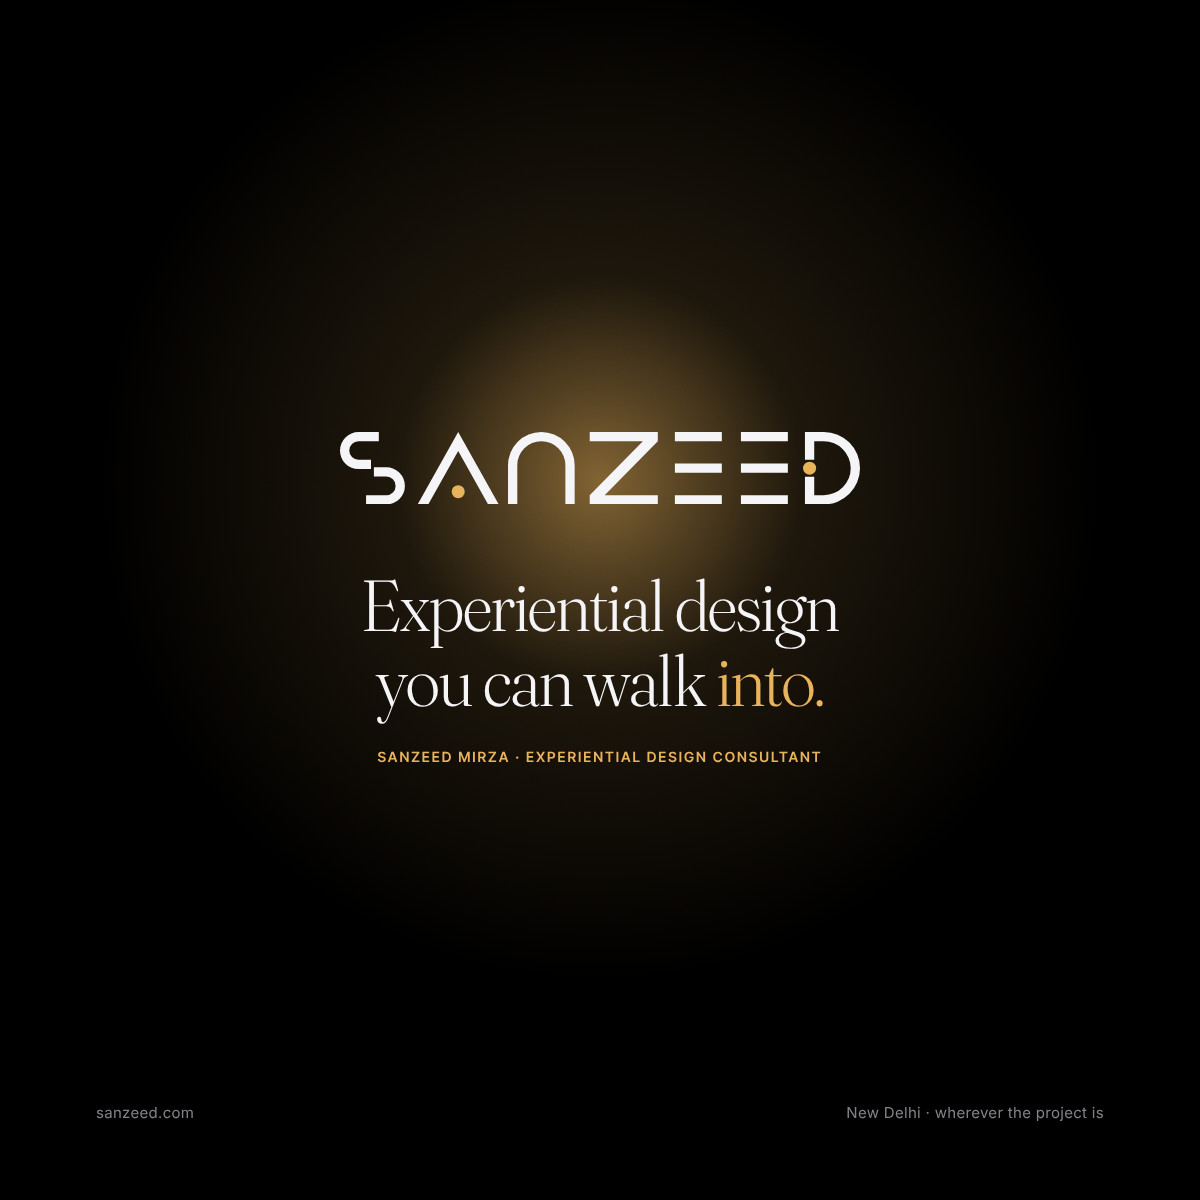 SANZEED
Experiential design
you can walk into.
SANZEED MIRZA · EXPERIENTIAL DESIGN CONSULTANT
sanzeed.com
New Delhi · wherever the project is